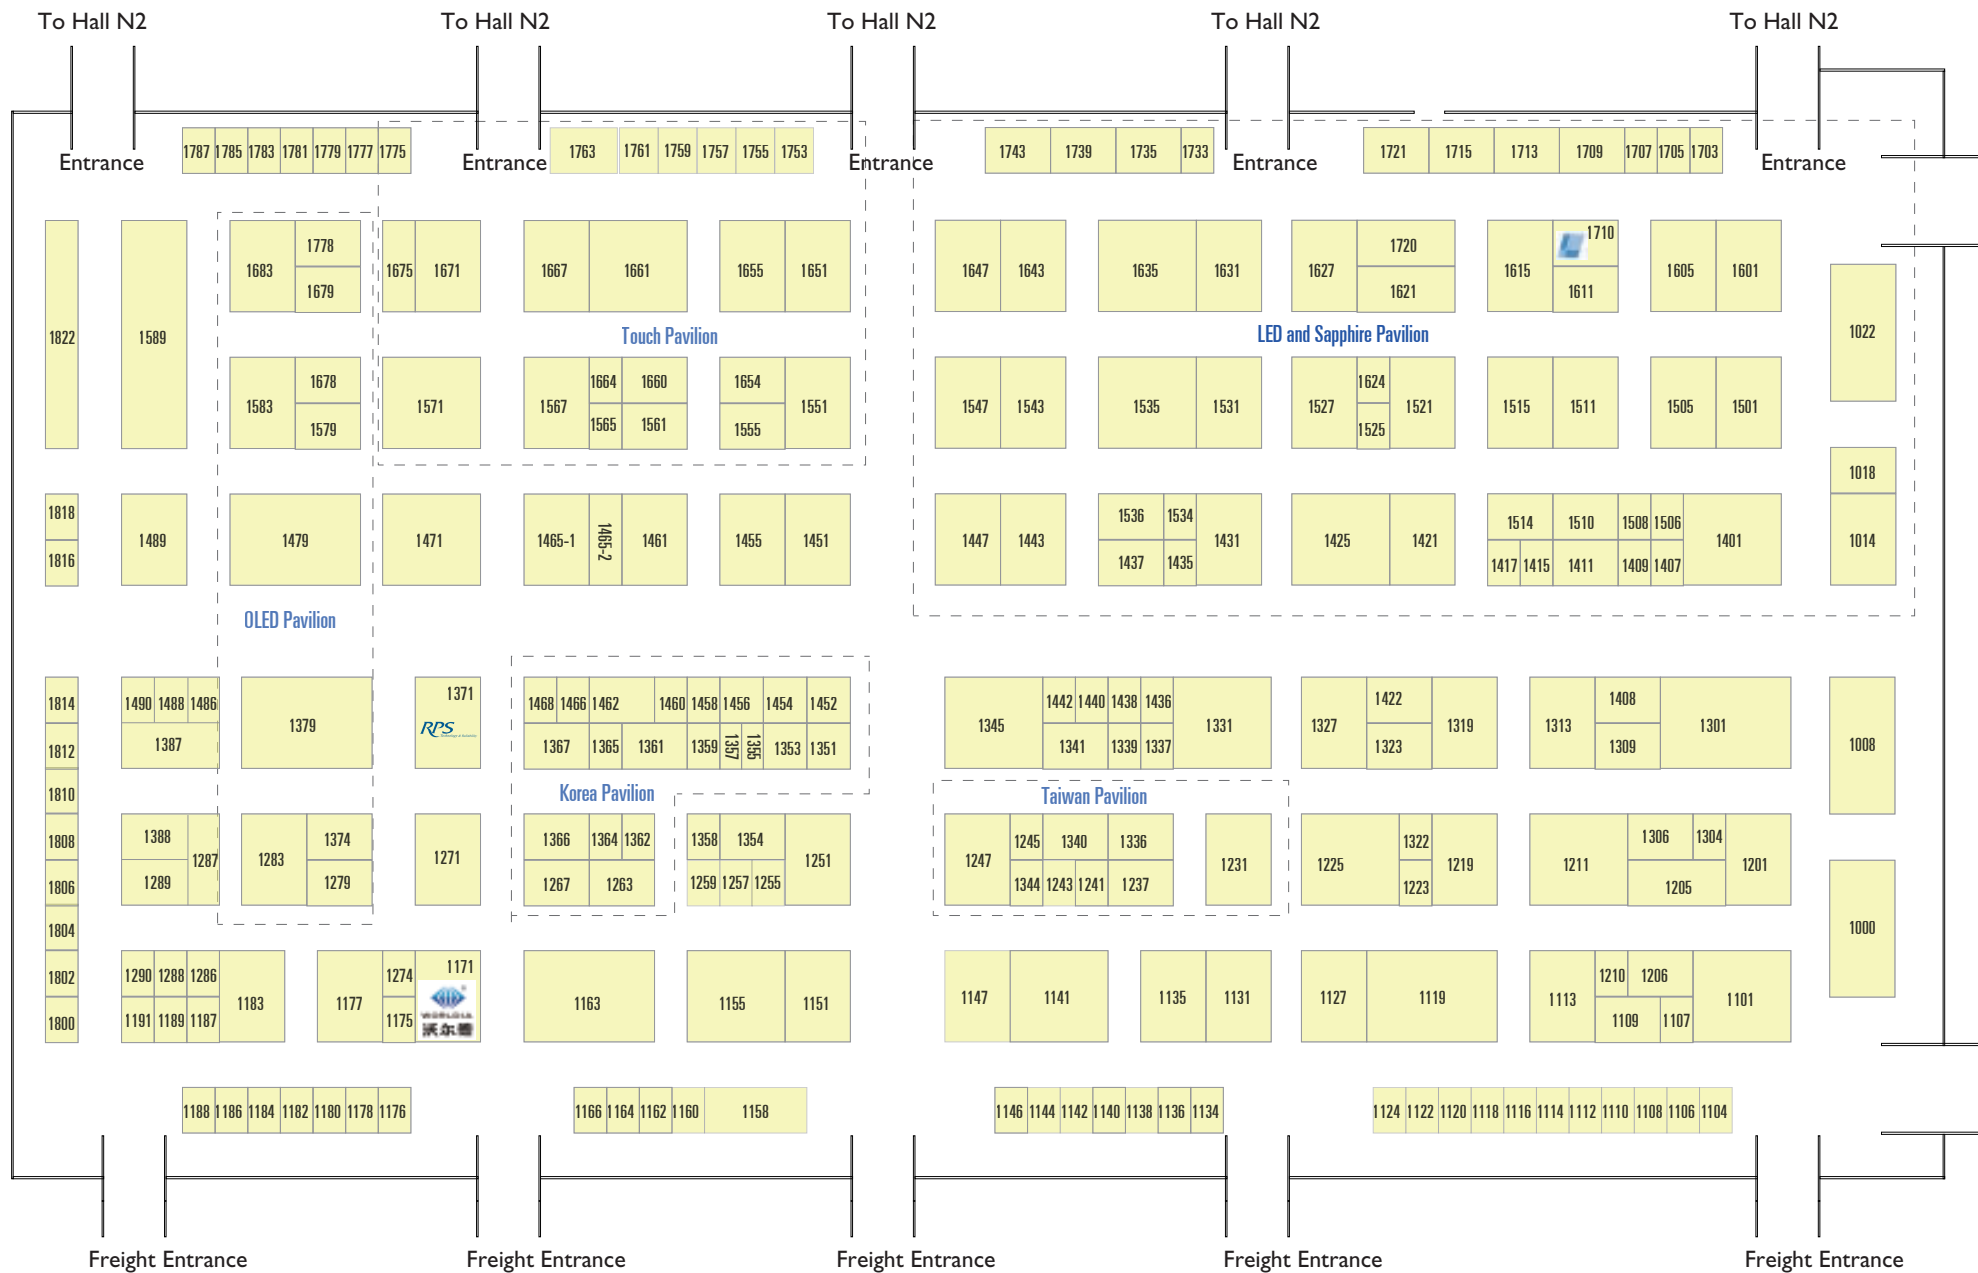 To Hall N2 To Hall N2 To Hall N2 To Hall N2 To Hall N2
Entrance 1787 1785 1783 1781 1779 1777 1775 Entrance 1763 1761 1759 1757 1755 1753 Entrance 1743 1739 1735 1733 Entrance 1721 1715 1713 1709 1707 1705 1703 Entrance
1778 1720 1710
1683 1675 1671 1667 1661 1655 1651 1647 1643 1635 1631 1627 1615 1605 1601
1679 1621 1611
1822 1589 Touch Pavilion LED and Sapphire Pavilion 1022
1678 1664 1660 1654 1624
1583 1571 1567 1551 1547 1543 1535 1531 1527 1521 1515 1511 1505 1501
1579 1565 1561 1555 1525
1018
1818 1536 1534 1514 1510 1508 1506
1489 1479 1471 1465-1 1465-2 1461 1455 1451 1447 1443 1431 1425 1421 1401 1014
1816 1437 1435 1417 1415 1411 1409 1407
OLED Pavilion
1814 1490 1488 1486 1371 1468 1466 1462 1460 1458 1456 1454 1452 1442 1440 1438 1436 1422 1408
1379 RPS 1345 1331 1327 1319 1313 1301
1812 1387 1367 1365 1361 1359 1357 1355 1353 1351 1341 1339 1337 1323 1309 1008
1810 Korea Pavilion Taiwan Pavilion
1808 1388 1374 1366 1364 1362 1358 1354 1245 1340 1336 1322 1306 1304
1287 1283 1271 1251 1247 1231 1225 1219 1211 1201
1806 1289 1279 1267 1263 1259 1257 1255 1344 1243 1241 1237 1223 1205
1804 1000
1802 1290 1288 1286 1274 1171 1210 1206
1183 1177 1163 1155 1151 1147 1141 1135 1131 1127 1119 1113 1101
1800 1191 1189 1187 1175 1109 1107
沃尔德
1188 1186 1184 1182 1180 1178 1176 1166 1164 1162 1160 1158 1146 1144 1142 1140 1138 1136 1134 1124 1122 1120 1118 1116 1114 1112 1110 1108 1106 1104
Freight Entrance Freight Entrance Freight Entrance Freight Entrance Freight Entrance